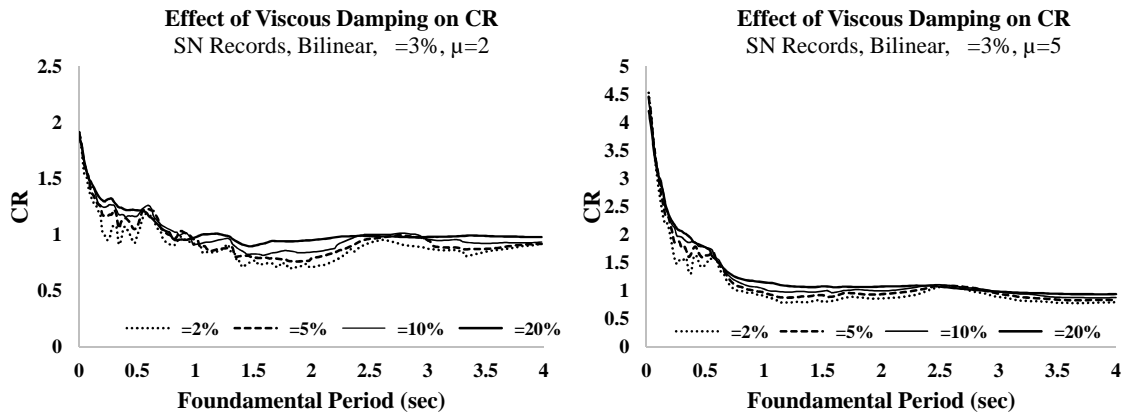 Effect of Viscous Damping on CR
SN Records, Bilinear, =3%, μ=2
2.5
2
1.5
1
0.5
0
CR
=2% =5% =10% =20%
0 0.5 1 1.5 2 2.5 3 3.5 4
Foundamental Period (sec)
Effect of Viscous Damping on CR
SN Records, Bilinear, =3%, μ=5
5
4.5
4
3.5
3
2.5
2
1.5
1
0.5
0
CR
=2% =5% =10% =20%
0 0.5 1 1.5 2 2.5 3 3.5 4
Foundamental Period (sec)